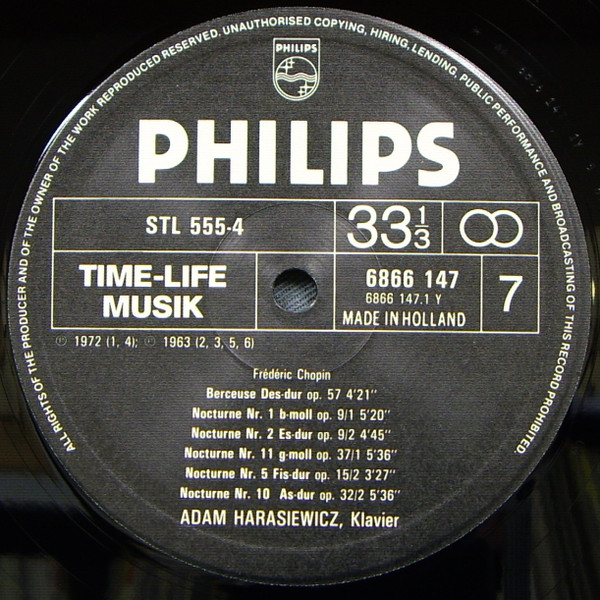 ALL RIGHTS OF THE PRODUCER AND OF THE OWNER OF THE WORK REPRODUCED RESERVED. UNAUTHORISED COPYING, HIRING, LENDING, PUBLIC PERFORMANCE AND BROADCASTING OF THIS RECORD PROHIBITED.
PHILIPS
PHILIPS
STL 555-4
33 1/3
TIME-LIFE
MUSIK
6866 147
6866 147.1 Y
MADE IN HOLLAND
7
Ⓟ 1972 (1, 4); Ⓟ 1963 (2, 3, 5, 6)
Frédéric Chopin
Berceuse Des-dur op. 57 4'21''
Nocturne Nr. 1 b-moll op. 9/1 5'20''
Nocturne Nr. 2 Es-dur op. 9/2 4'45''
Nocturne Nr. 11 g-moll op. 37/1 5'36''
Nocturne Nr. 5 Fis-dur op. 15/2 3'27''
Nocturne Nr. 10 As-dur op. 32/2 5'36''
ADAM HARASIEWICZ, Klavier